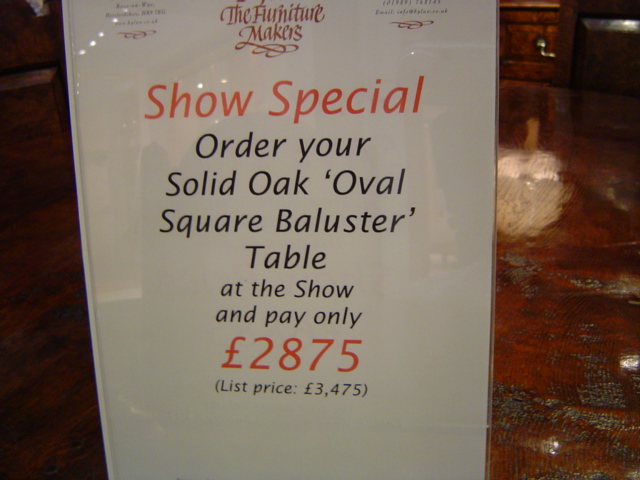 The Furniture
Makers
Show Special
Order your
Solid Oak ‘Oval
Square Baluster’
Table
at the Show
and pay only
£2875
(List price: £3,475)